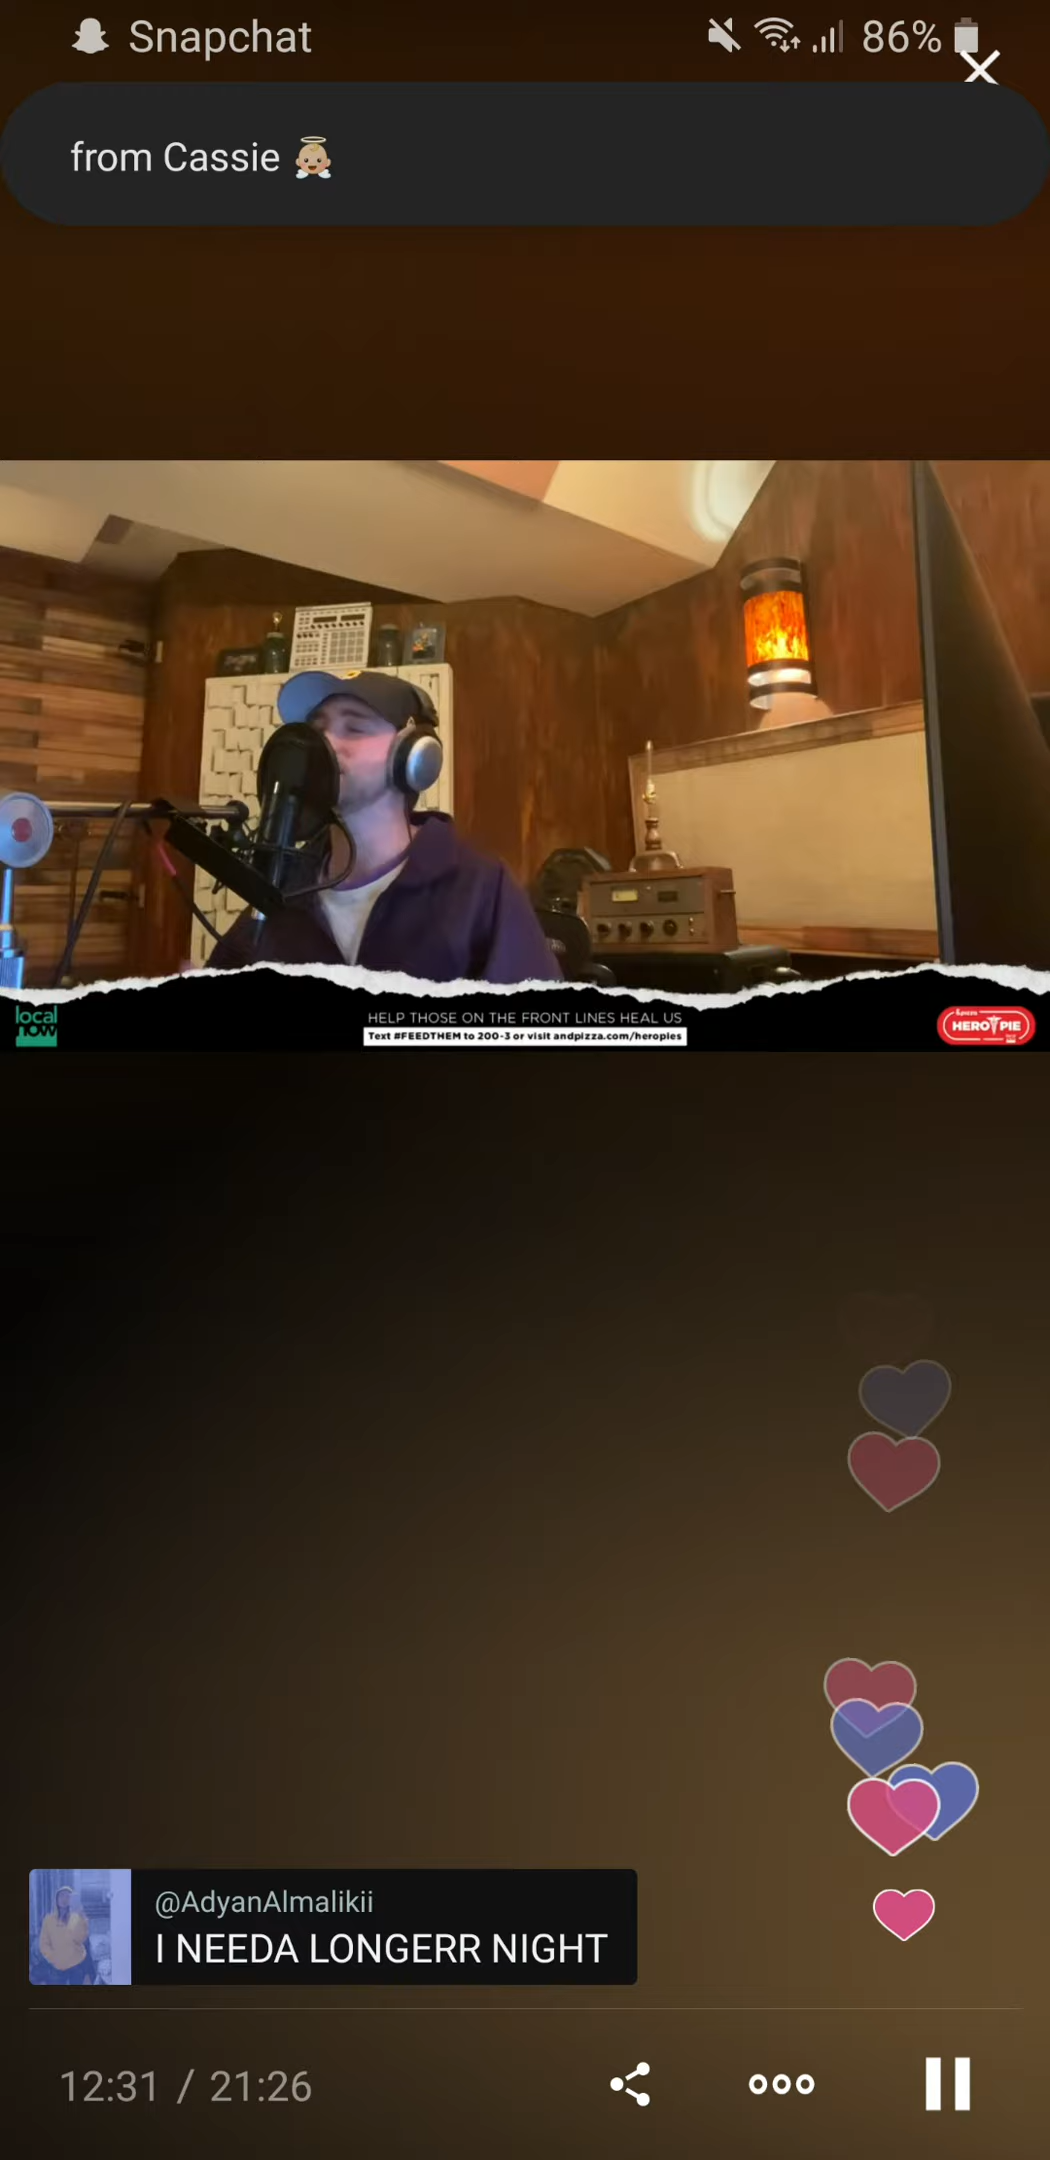 Snapchat
86%
from Cassie 👼🏼
local
now
HELP THOSE ON THE FRONT LINES HEAL US
Text #FEEDTHEM to 200-3 or visit andpizza.com/heropies
&pizza
HERO PIE
@AdyanAlmalikii
I NEEDA LONGERR NIGHT
12:31 / 21:26